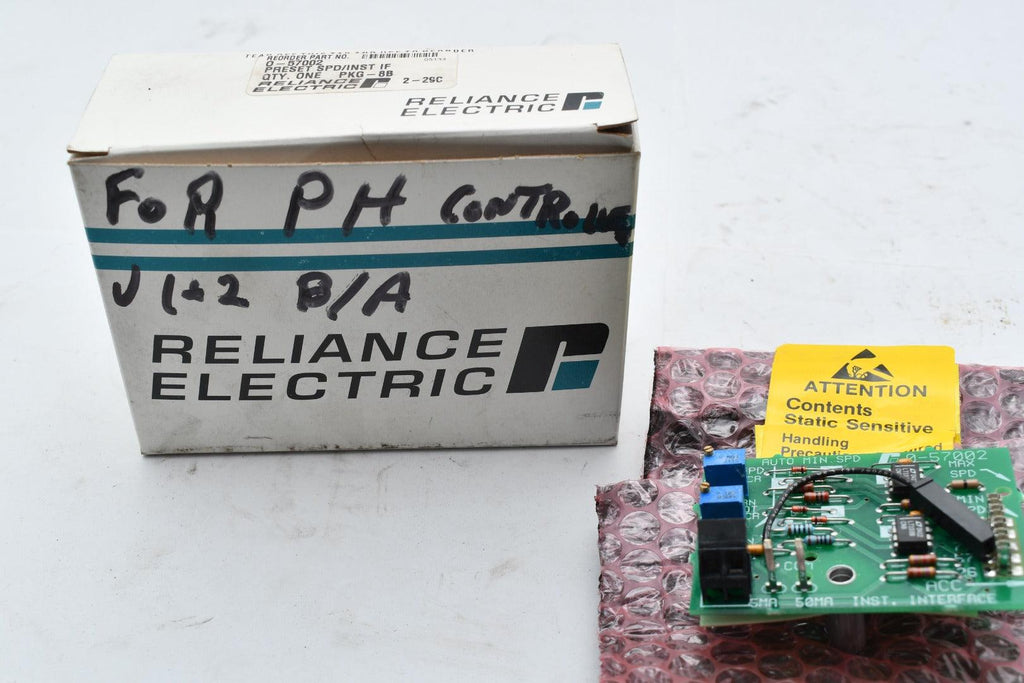 REORDER PART NO.
0-57002
PRESET SPD/INST IF
QTY. ONE PKG-8B
RELIANCE
ELECTRIC
2-29C
RELIANCE
ELECTRIC
FOR PH CONTROLLER
1+2 B/A
RELIANCE
ELECTRIC
ATTENTION
Contents
Static Sensitive
Handling
AUTO MIN SPD
0-57002
MAX
SPD
MIN
SPD
ACC
50MA INST. INTERFACE